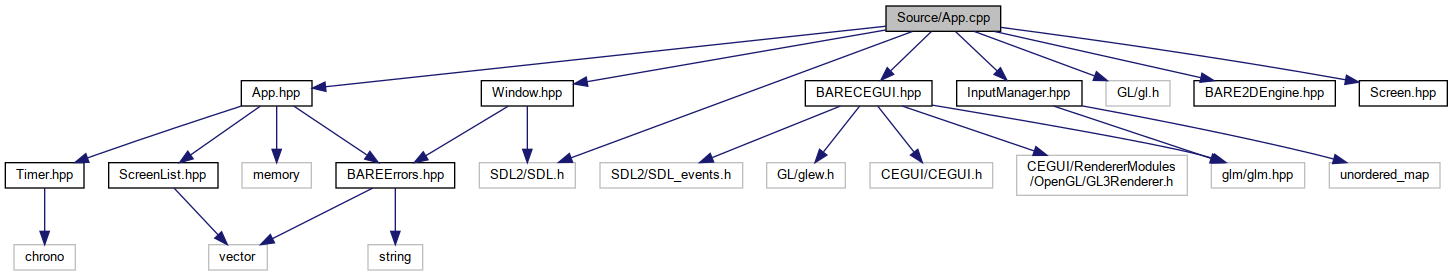 Source/App.cpp
App.hpp
Window.hpp
BARECEGUI.hpp
InputManager.hpp
GL/gl.h
BARE2DEngine.hpp
Screen.hpp
Timer.hpp
ScreenList.hpp
memory
BAREErrors.hpp
SDL2/SDL.h
SDL2/SDL_events.h
GL/glew.h
CEGUI/CEGUI.h
CEGUI/RendererModules
/OpenGL/GL3Renderer.h
glm/glm.hpp
unordered_map
chrono
vector
string